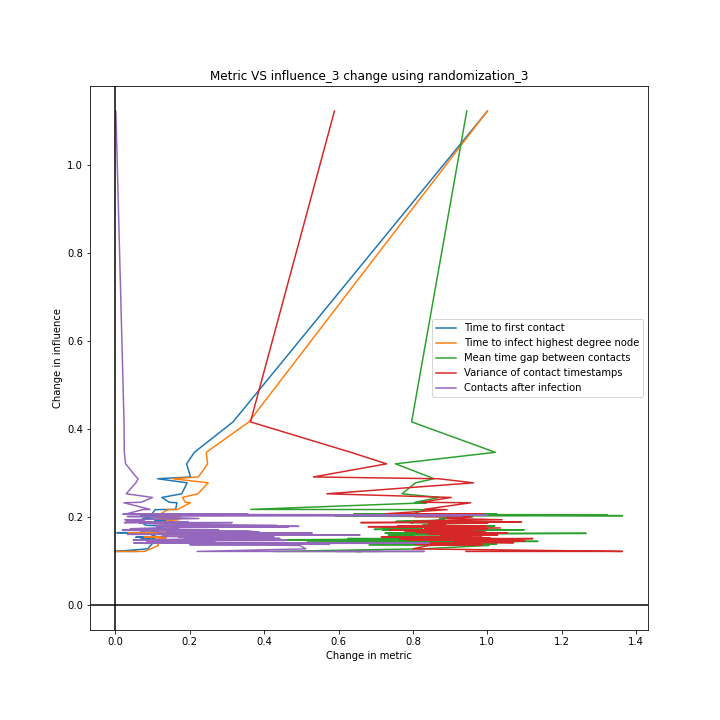 Metric VS influence_3 change using randomization_3
Change in influence
1.0
0.8
0.6
0.4
0.2
0.0
Time to first contact
Time to infect highest degree node
Mean time gap between contacts
Variance of contact timestamps
Contacts after infection
0.0 0.2 0.4 0.6 0.8 1.0 1.2 1.4
Change in metric